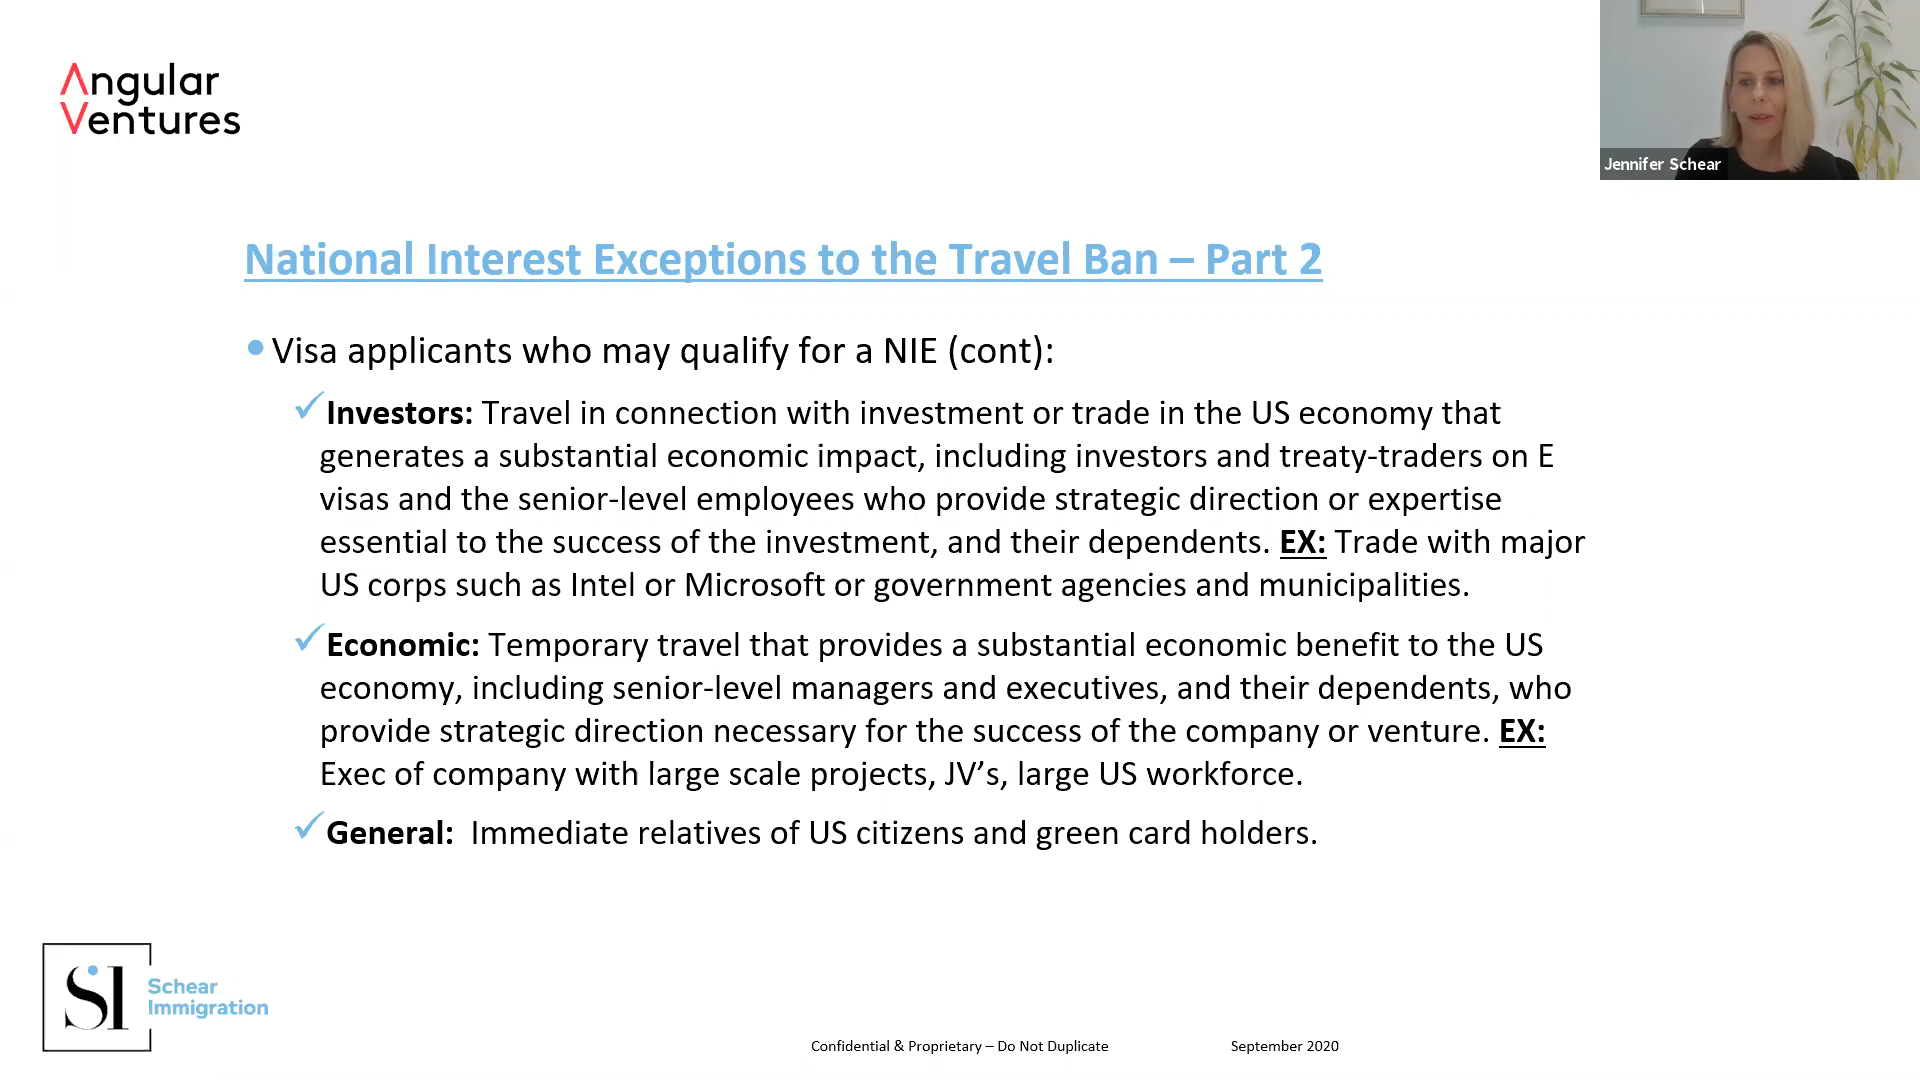 Angular
Ventures
Jennifer Schear
National Interest Exceptions to the Travel Ban – Part 2
•Visa applicants who may qualify for a NIE (cont):
✓Investors: Travel in connection with investment or trade in the US economy that
generates a substantial economic impact, including investors and treaty-traders on E
visas and the senior-level employees who provide strategic direction or expertise
essential to the success of the investment, and their dependents. EX: Trade with major
US corps such as Intel or Microsoft or government agencies and municipalities.
✓Economic: Temporary travel that provides a substantial economic benefit to the US
economy, including senior-level managers and executives, and their dependents, who
provide strategic direction necessary for the success of the company or venture. EX:
Exec of company with large scale projects, JV’s, large US workforce.
✓General: Immediate relatives of US citizens and green card holders.
SI
Schear
Immigration
Confidential & Proprietary – Do Not Duplicate
September 2020